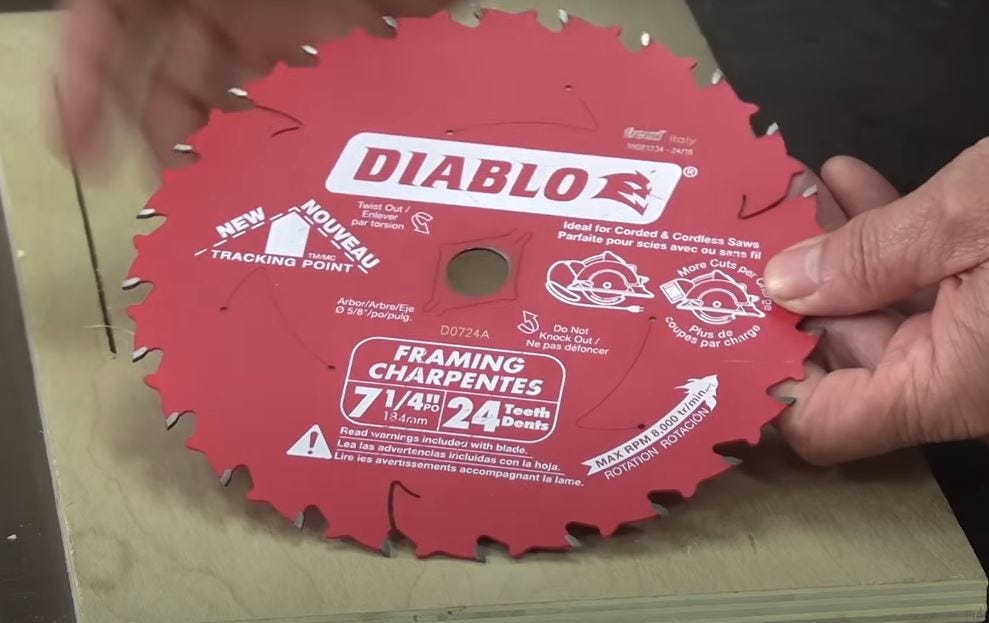 freud Italy
DIABLO®
Twist Out /
Enlever
par torsion
NEW NOUVEAU
TRACKING POINT TM/MC
Ideal for Corded & Cordless Saws
Parfaite pour scies avec ou sans fil
More Cuts per Charge
Plus de
coupes par charge
Arbor/Arbre/Eje
Ø 5/8"/po/pulg.
D0724A
Do Not
Knock Out /
Ne pas défoncer
FRAMING
CHARPENTES
7 1/4" PO
184mm
24 Teeth
Dents
Read warnings included with blade.
Lea las advertencias incluidas con la hoja.
Lire les avertissements accompagnant la lame.
MAX RPM 8,000 tr/min
ROTATION ROTACIÓN